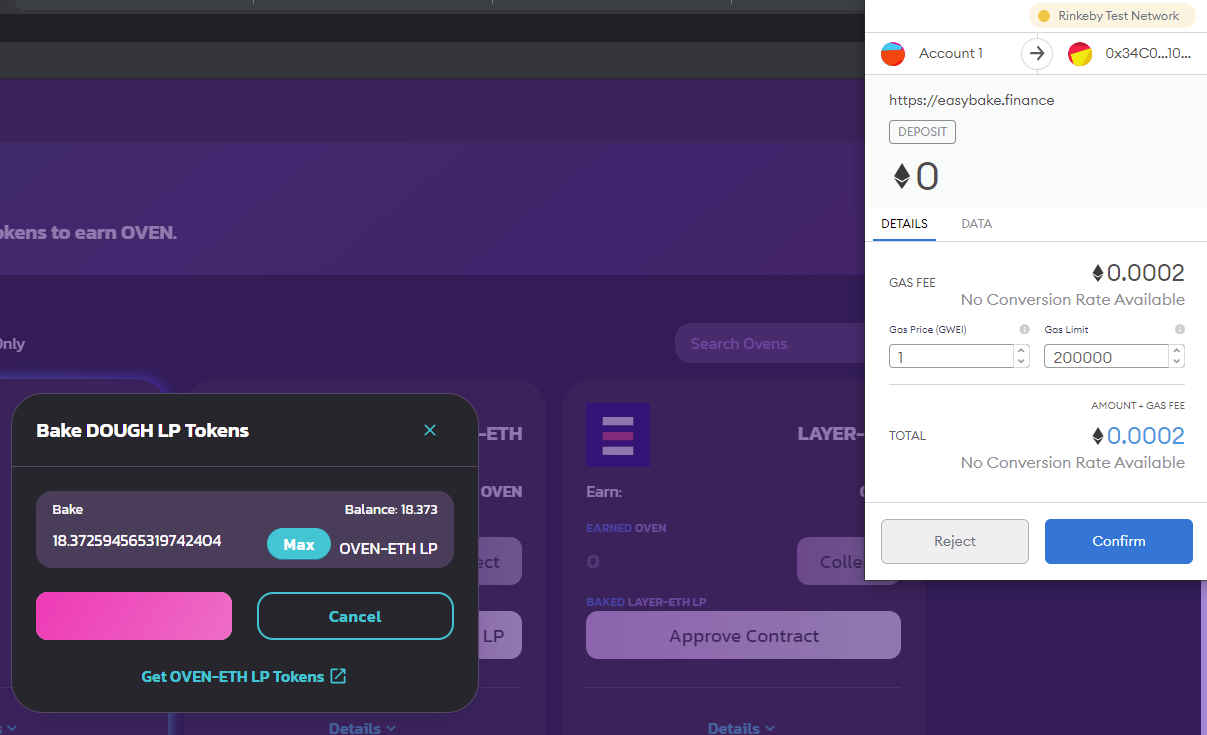 Rinkeby Test Network
Account 1
0x34C0...10...
https://easybake.finance
DEPOSIT
0
DETAILS
DATA
GAS FEE
0.0002
No Conversion Rate Available
Gas Price (GWEI)
Gas Limit
1
200000
AMOUNT + GAS FEE
TOTAL
0.0002
No Conversion Rate Available
Reject
Confirm
okens to earn OVEN.
Only
Search Ovens
Bake DOUGH LP Tokens
Bake
Balance: 18.373
18.372594565319742404
Max
OVEN-ETH LP
Cancel
Get OVEN-ETH LP Tokens
-ETH
OVEN
ect
LP
Details
LAYER-
Earn:
EARNED OVEN
0
Colle
BAKED LAYER-ETH LP
Approve Contract
Details